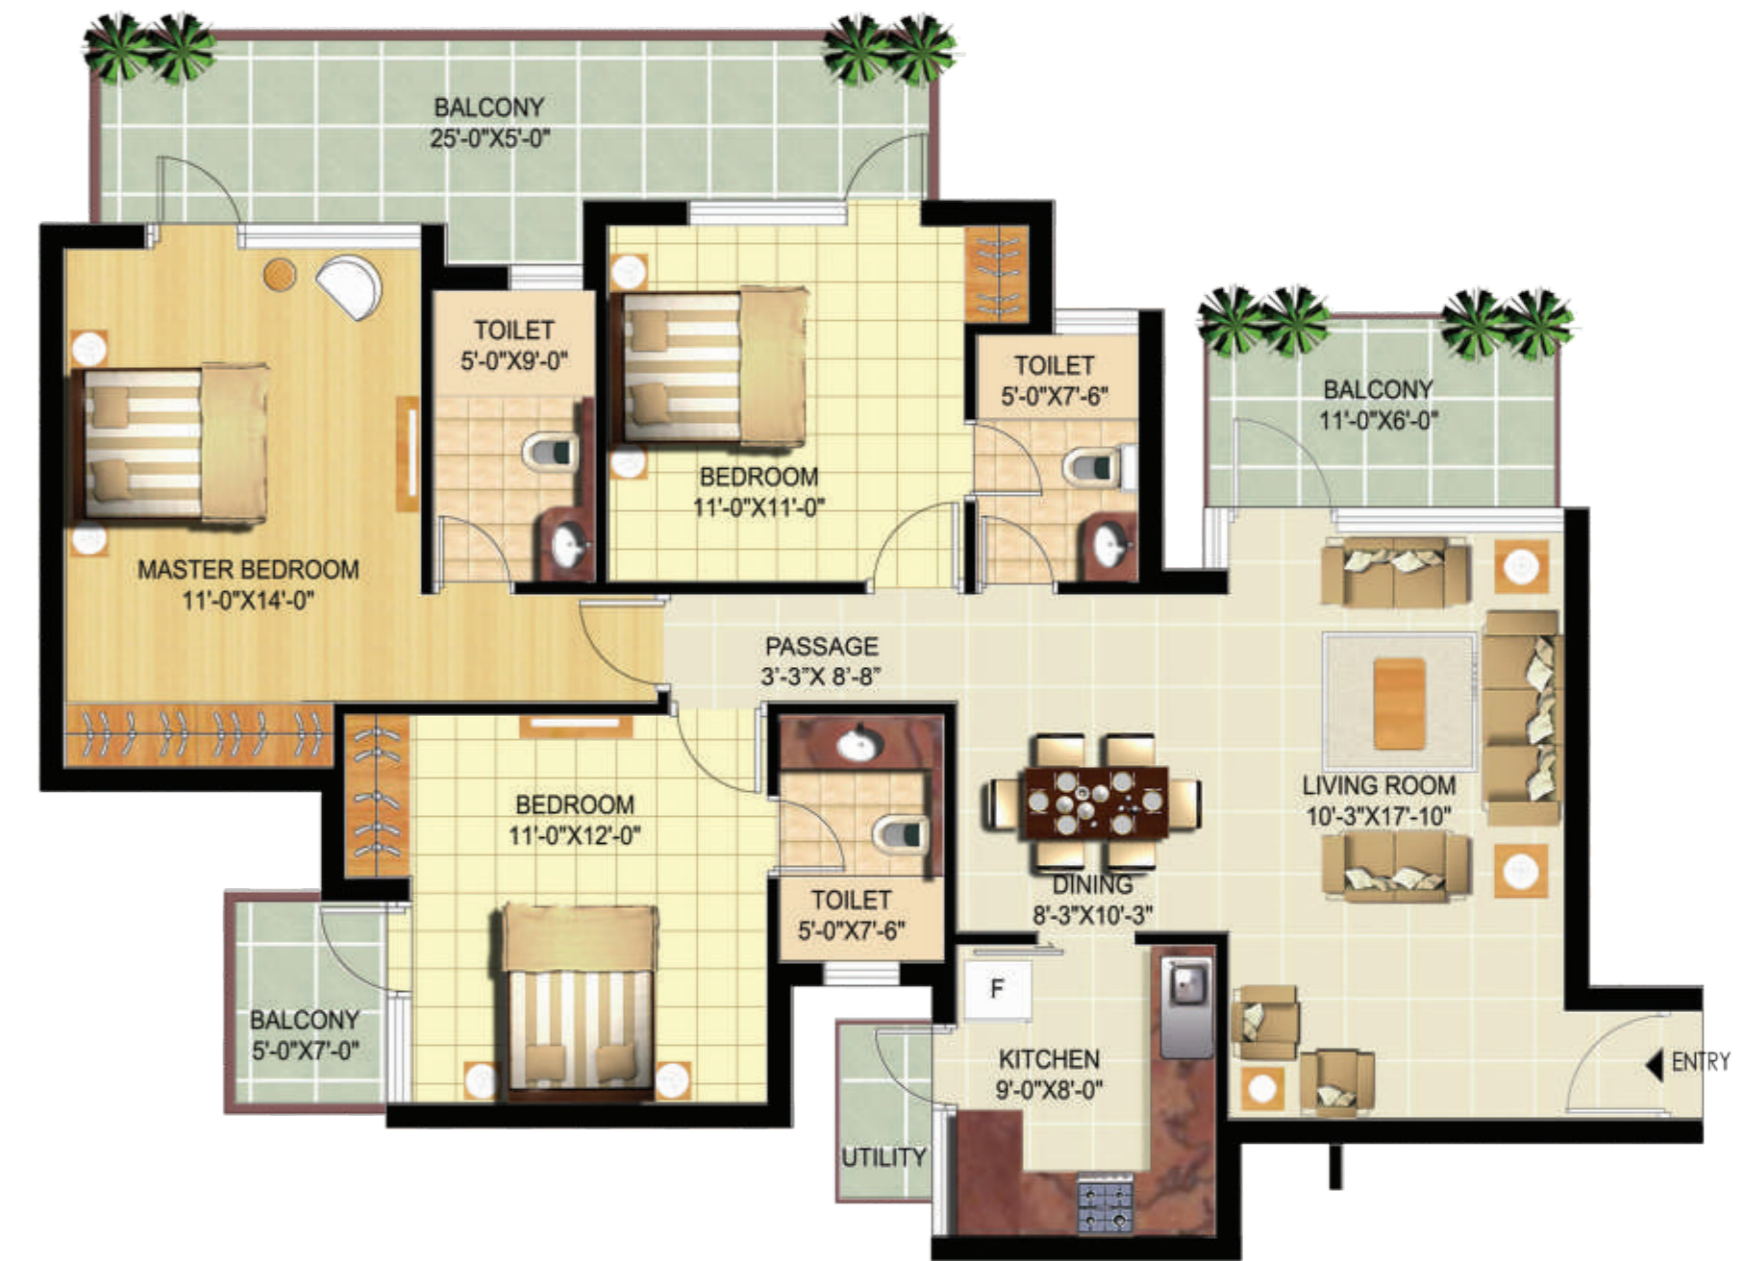 BALCONY
25'-0"X5'-0"
TOILET
5'-0"X9'-0"
TOILET
5'-0"X7'-6"
BALCONY
11'-0"X6'-0"
BEDROOM
11'-0"X11'-0"
MASTER BEDROOM
11'-0"X14'-0"
PASSAGE
3'-3”X 8’-8”
LIVING ROOM
10'-3"X17'-10"
BEDROOM
11'-0"X12'-0"
DINING
8'-3"X10'-3"
TOILET
5'-0"X7'-6"
F
BALCONY
5'-0"X7'-0"
KITCHEN
9'-0"X8'-0"
ENTRY
UTILITY